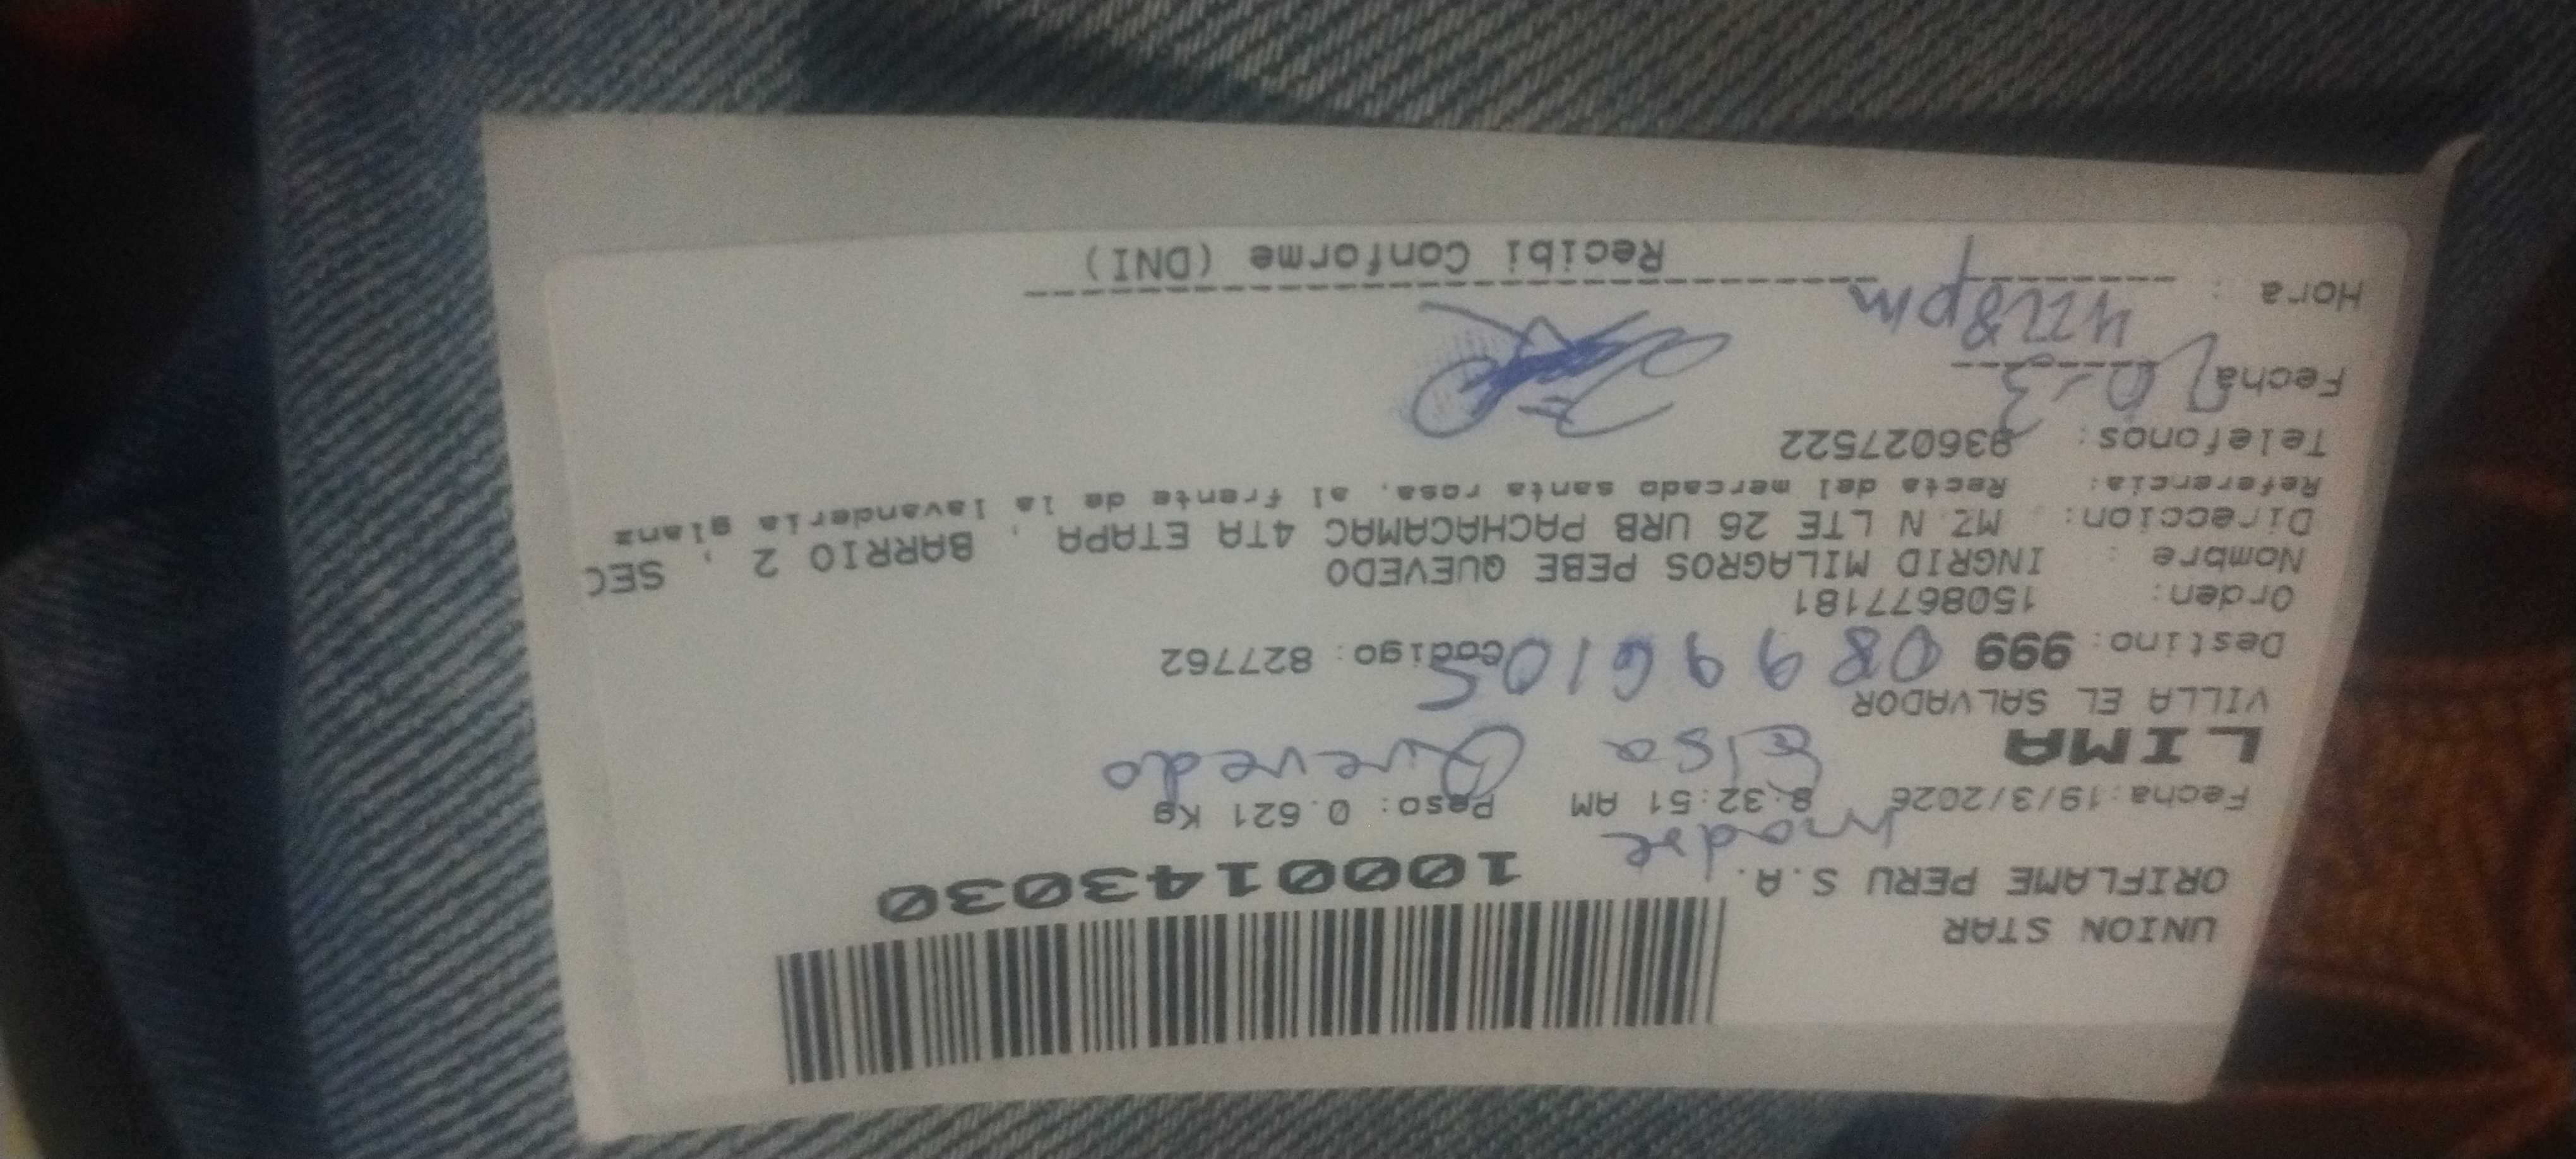 UNION STAR
ORIFLAME PERU S.A.
1000143030
madre
Fecha:19/3/2026 8:32:51 AM Peso: 0.621 Kg
LIMA
Elsa Quevedo
VILLA EL SALVADOR
Destino: 999 Codigo: 827762
08996105
Orden: 1508677181
Nombre : INGRID MILAGROS PEBE QUEVEDO
Direccion: MZ N LTE 26 URB PACHACAMAC 4TA ETAPA , BARRIO 2 , SEC
Referencia: Recta del mercado santa rosa, al frente de la lavanderia glanz
Telefonos: 936027522
Fecha
Hora :
Recibi Conforme (DNI)